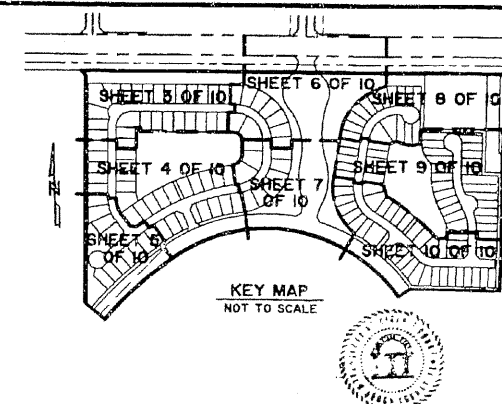 SHEET 3 OF 10
SHEET 6 OF 10
SHEET 8 OF 10
SHEET 4 OF 10
SHEET 7
OF 10
SHEET 9 OF 10
SHEET 5
OF 10
SHEET 10 OF 10
N
KEY MAP
NOT TO SCALE